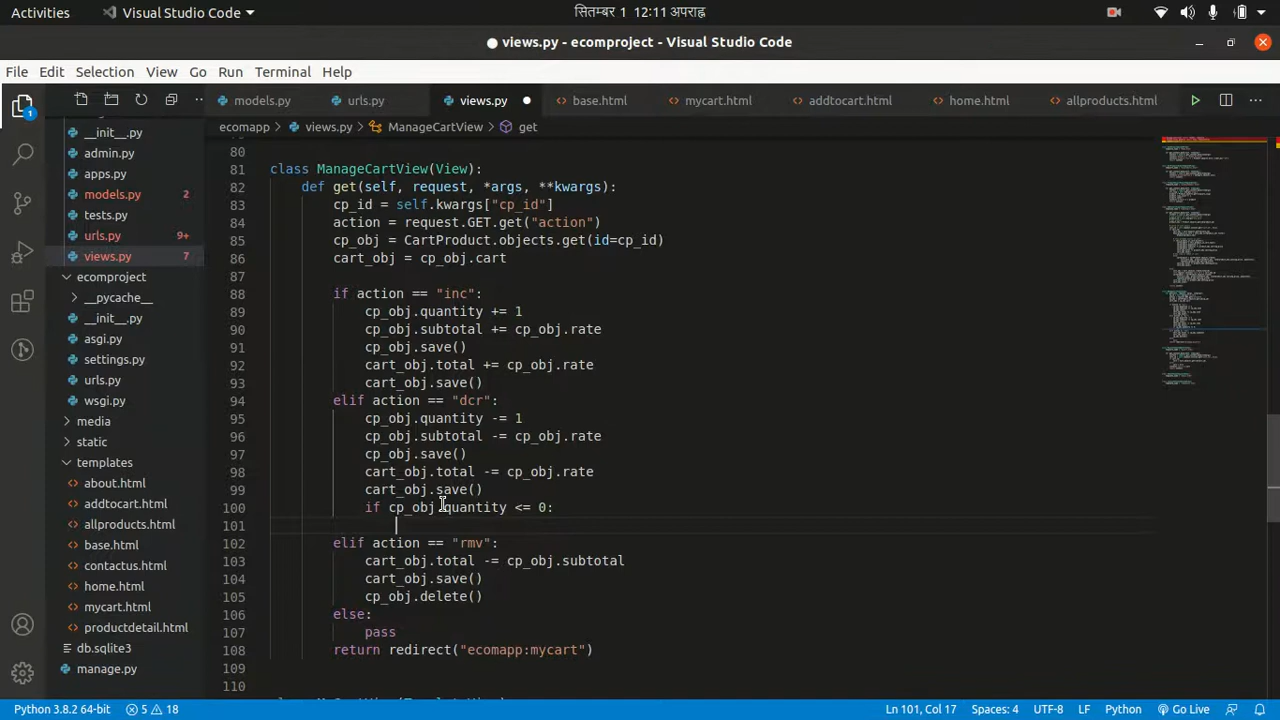 Activities Visual Studio Code सितम्बर 1 12:11 अपराह्न
views.py - ecomproject - Visual Studio Code
File Edit Selection View Go Run Terminal Help
models.py urls.py views.py base.html mycart.html addtocart.html home.html allproducts.html
ecomapp views.py ManageCartView get
1
__init__.py
admin.py
apps.py
models.py 2
tests.py
urls.py 9+
views.py 7
ecomproject
__pycache__
__init__.py
asgi.py
settings.py
urls.py
wsgi.py
media
static
templates
about.html
addtocart.html
allproducts.html
base.html
contactus.html
home.html
mycart.html
productdetail.html
db.sqlite3
manage.py
80
81 class ManageCartView(View):
82 def get(self, request, *args, **kwargs):
83 cp_id = self.kwargs["cp_id"]
84 action = request.GET.get("action")
85 cp_obj = CartProduct.objects.get(id=cp_id)
86 cart_obj = cp_obj.cart
87
88 if action == "inc":
89 cp_obj.quantity += 1
90 cp_obj.subtotal += cp_obj.rate
91 cp_obj.save()
92 cart_obj.total += cp_obj.rate
93 cart_obj.save()
94 elif action == "dcr":
95 cp_obj.quantity -= 1
96 cp_obj.subtotal -= cp_obj.rate
97 cp_obj.save()
98 cart_obj.total -= cp_obj.rate
99 cart_obj.save()
100 if cp_obj.quantity <= 0:
101
102 elif action == "rmv":
103 cart_obj.total -= cp_obj.subtotal
104 cart_obj.save()
105 cp_obj.delete()
106 else:
107 pass
108 return redirect("ecomapp:mycart")
109
110
Python 3.8.2 64-bit 5 18 Ln 101, Col 17 Spaces: 4 UTF-8 LF Python Go Live